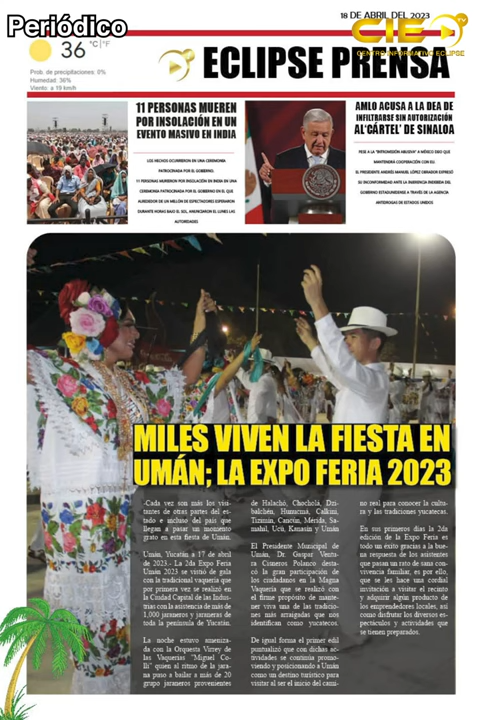 Periódico
18 DE ABRIL DEL 2023
CIE TV
CENTRO INFORMATIVO ECLIPSE
36 °C | °F
Prob. de precipitaciones: 8%
Humedad: 36%
Viento: a 19 km/h
ECLIPSE PRENSA
11 PERSONAS MUEREN
POR INSOLACIÓN EN UN
EVENTO MASIVO EN INDIA
LOS HECHOS OCURRIERON EN UNA CEREMONIA
PATROCINADA POR EL GOBIERNO.
11 PERSONAS MURIERON POR INSOLACIÓN EN INDIA EN UNA
CEREMONIA PATROCINADA POR EL GOBIERNO EN EL QUE
ALREDEDOR DE UN MILLÓN DE ESPECTADORES ESPERARON
DURANTE HORAS BAJO EL SOL, ANUNCIARON EL LUNES LAS
AUTORIDADES
AMLO ACUSA A LA DEA DE
INFILTRARSE SIN AUTORIZACIÓN
AL'CÁRTEL' DE SINALOA
PESE A LA "INTROMISIÓN ABUSIVA" A MÉXICO DIJO QUE
MANTENDRÁ COOPERACIÓN CON EU.
EL PRESIDENTE ANDRÉS MANUEL LÓPEZ OBRADOR EXPRESÓ
SU INCONFORMIDAD ANTE LA INJERENCIA INDEBIDA DEL
GOBIERNO ESTADUNIDENSE A TRAVÉS DE LA AGENCIA
ANTIDROGAS DE ESTADOS UNIDOS
MILES VIVEN LA FIESTA EN
UMÁN; LA EXPO FERIA 2023
-Cada vez son más los visi-
tantes de otras partes del es-
tado e incluso del país que
llegan a pasar un momento
grato en esta fiesta de Umán.
Umán, Yucatán a 17 de abril
de 2023.- La 2da Expo Feria
Umán 2023 se vistió de gala
con la tradicional vaquería que
por primera vez se realizó en
la Ciudad Capital de las Indus-
trias con la asistencia de más de
1,000 jaraneros y jaraneras de
toda la península de Yucatán.
La noche estuvo ameniza-
da con la Orquesta Virrey de
las Vaquerías "Miguel Co-
lli" quien al ritmo de la jara-
na paso a bailar a más de 20
grupo jaraneros provenientes
de Halachó, Chocholá, Dzi-
balchén, Hunucmá, Calkiní,
Tizimín, Cancún, Mérida, Sa-
mahil, Ucú, Kanasín y Umán
El Presidente Municipal de
Umán, Dr. Gaspar Ventu-
ra Cisneros Polanco desta-
có la gran participación de
los ciudadanos en la Magna
Vaquería que se realizó con
el firme propósito de mante-
ner viva una de las tradicio-
nes más arraigadas que nos
identifican como yucatecos.
De igual forma el primer edil
puntualizó que con dichas ac-
tividades se continúa promo-
viendo y posicionando a Umán
como un destino turístico para
visitar al ser el inicio del cami-
no real para conocer la cultu-
ra y las tradiciones yucatecas.
En sus primeros días la 2da
edición de la Expo Feria es
todo un éxito gracias a la bue-
na respuesta de los asistentes
que pasan un rato de sana con-
vivencia familiar, es por ello,
que se les hace una cordial
invitación a visitar el recinto
y adquirir algún producto de
los emprendedores locales, así
como disfrutar los diversos es-
pectáculos y actividades que
se tienen preparados.